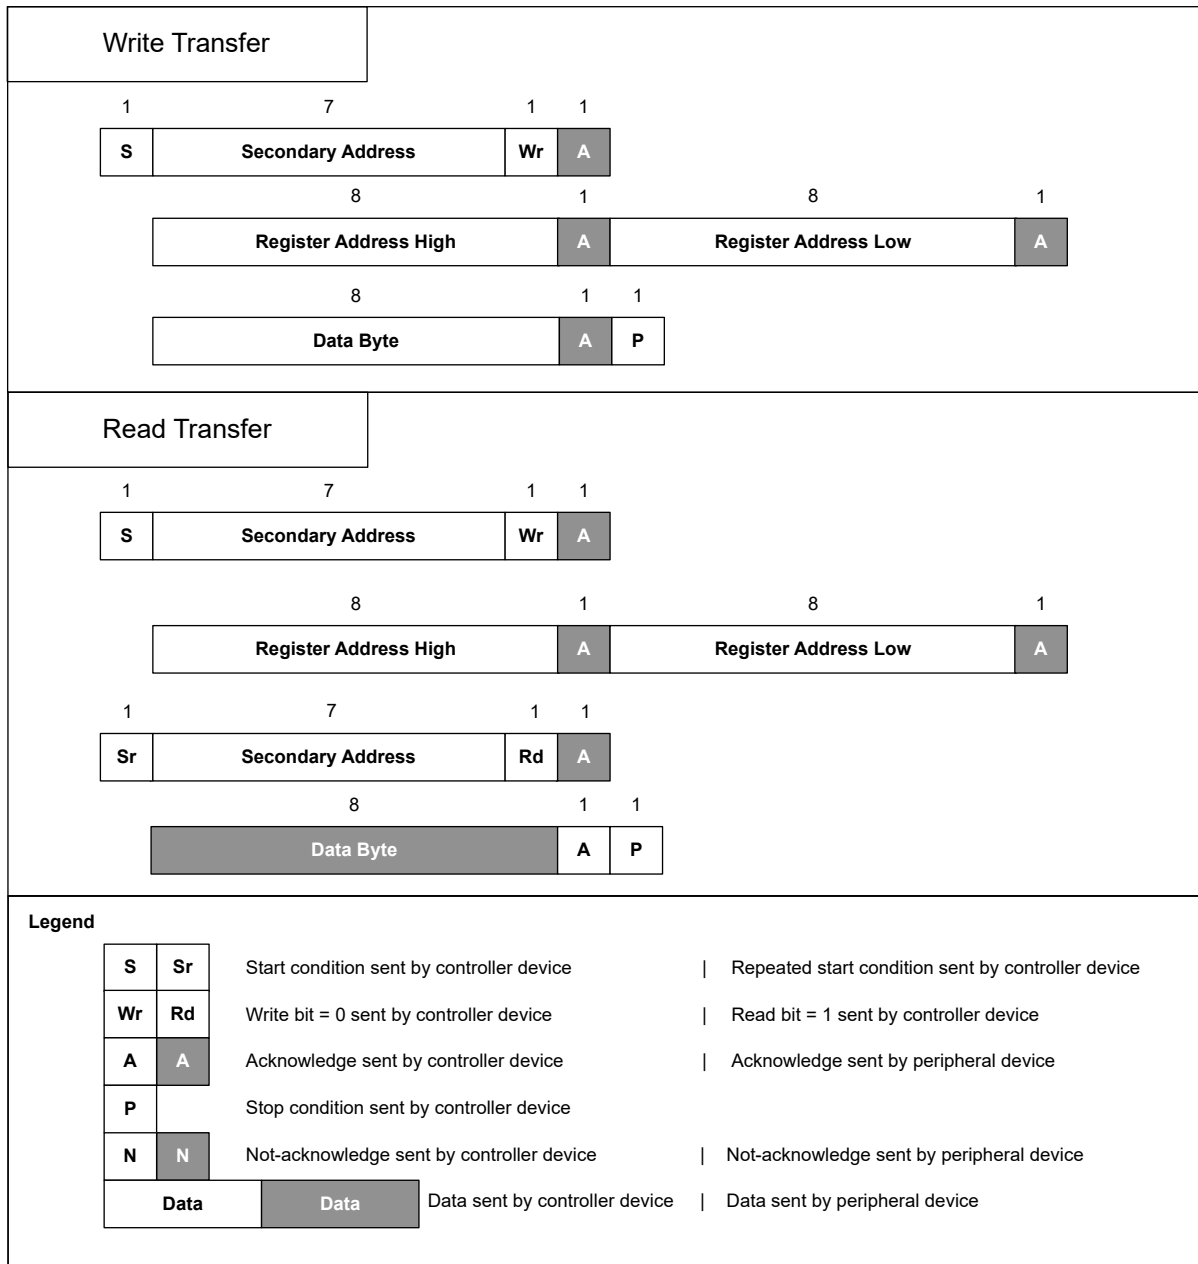 Write Transfer
1 7 1 1
S Secondary Address Wr A
8 1 8 1
Register Address High A Register Address Low A
8 1 1
Data Byte A P
Read Transfer
1 7 1 1
S Secondary Address Wr A
8 1 8 1
Register Address High A Register Address Low A
1 7 1 1
Sr Secondary Address Rd A
8 1 1
Data Byte A P
Legend
S Sr Start condition sent by controller device | Repeated start condition sent by controller device
Wr Rd Write bit = 0 sent by controller device | Read bit = 1 sent by controller device
A A Acknowledge sent by controller device | Acknowledge sent by peripheral device
P Stop condition sent by controller device
N N Not-acknowledge sent by controller device | Not-acknowledge sent by peripheral device
Data Data Data sent by controller device | Data sent by peripheral device